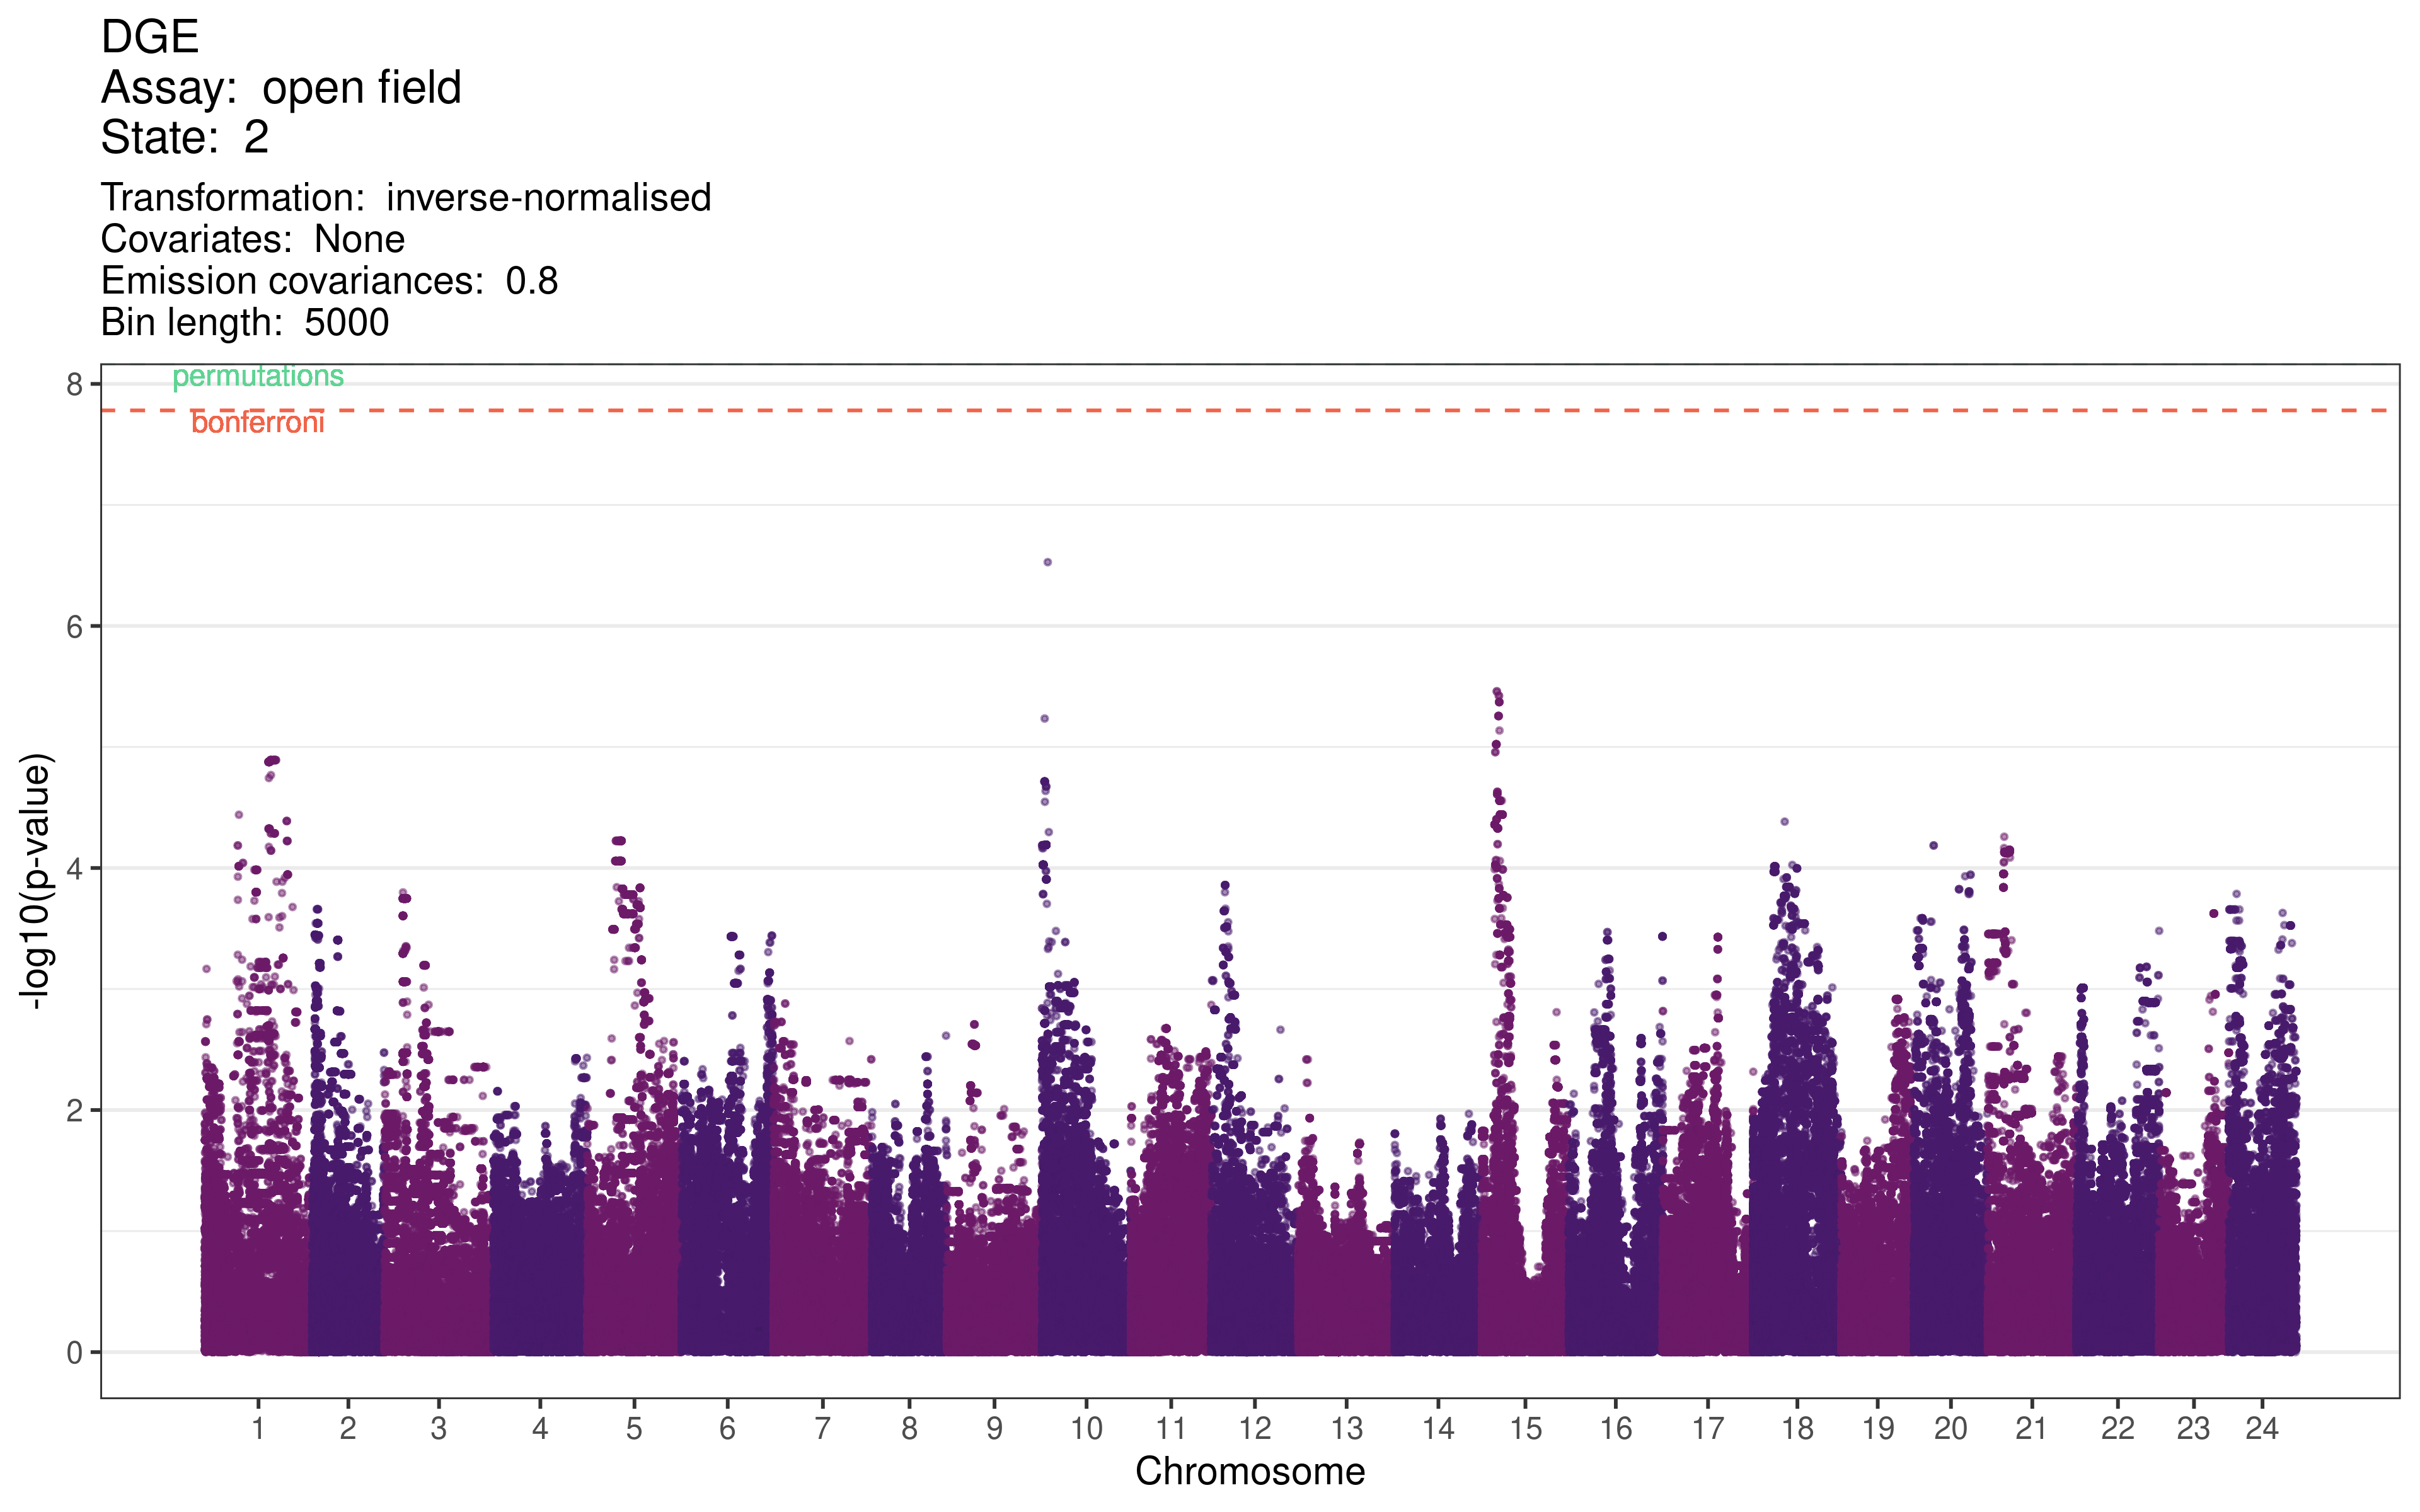 DGE
Assay: open field
State: 2
Transformation: inverse-normalised
Covariates: None
Emission covariances: 0.8
Bin length: 5000
permutations
bonferroni
8
6
4
2
0
-log10(p-value)
1 2 3 4 5 6 7 8 9 10 11 12 13 14 15 16 17 18 19 20 21 22 23 24
Chromosome